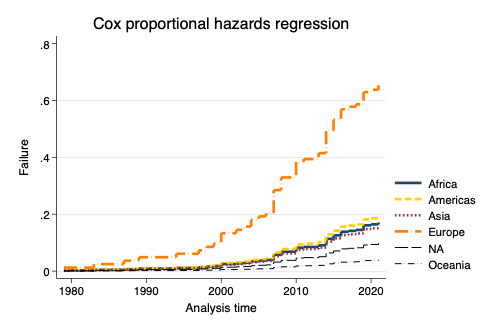 Cox proportional hazards regression
.8
.6
.4
.2
0
Failure
1980
1990
2000
2010
2020
Analysis time
Africa
Americas
Asia
Europe
NA
Oceania